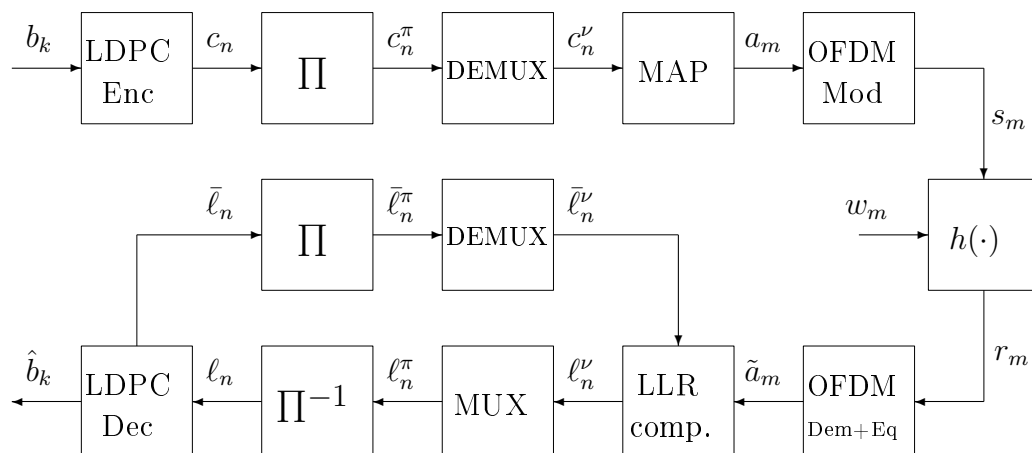 b_k c_n c_n^π c_n^ν a_m
LDPC Enc ∏ DEMUX MAP OFDM Mod
s_m
ℓ̄_n ℓ̄_n^π ℓ̄_n^ν w_m
∏ DEMUX h(·)
r_m
b̂_k ℓ_n ℓ_n^π ℓ_n^ν ã_m
LDPC Dec ∏⁻¹ MUX LLR comp. OFDM Dem+Eq